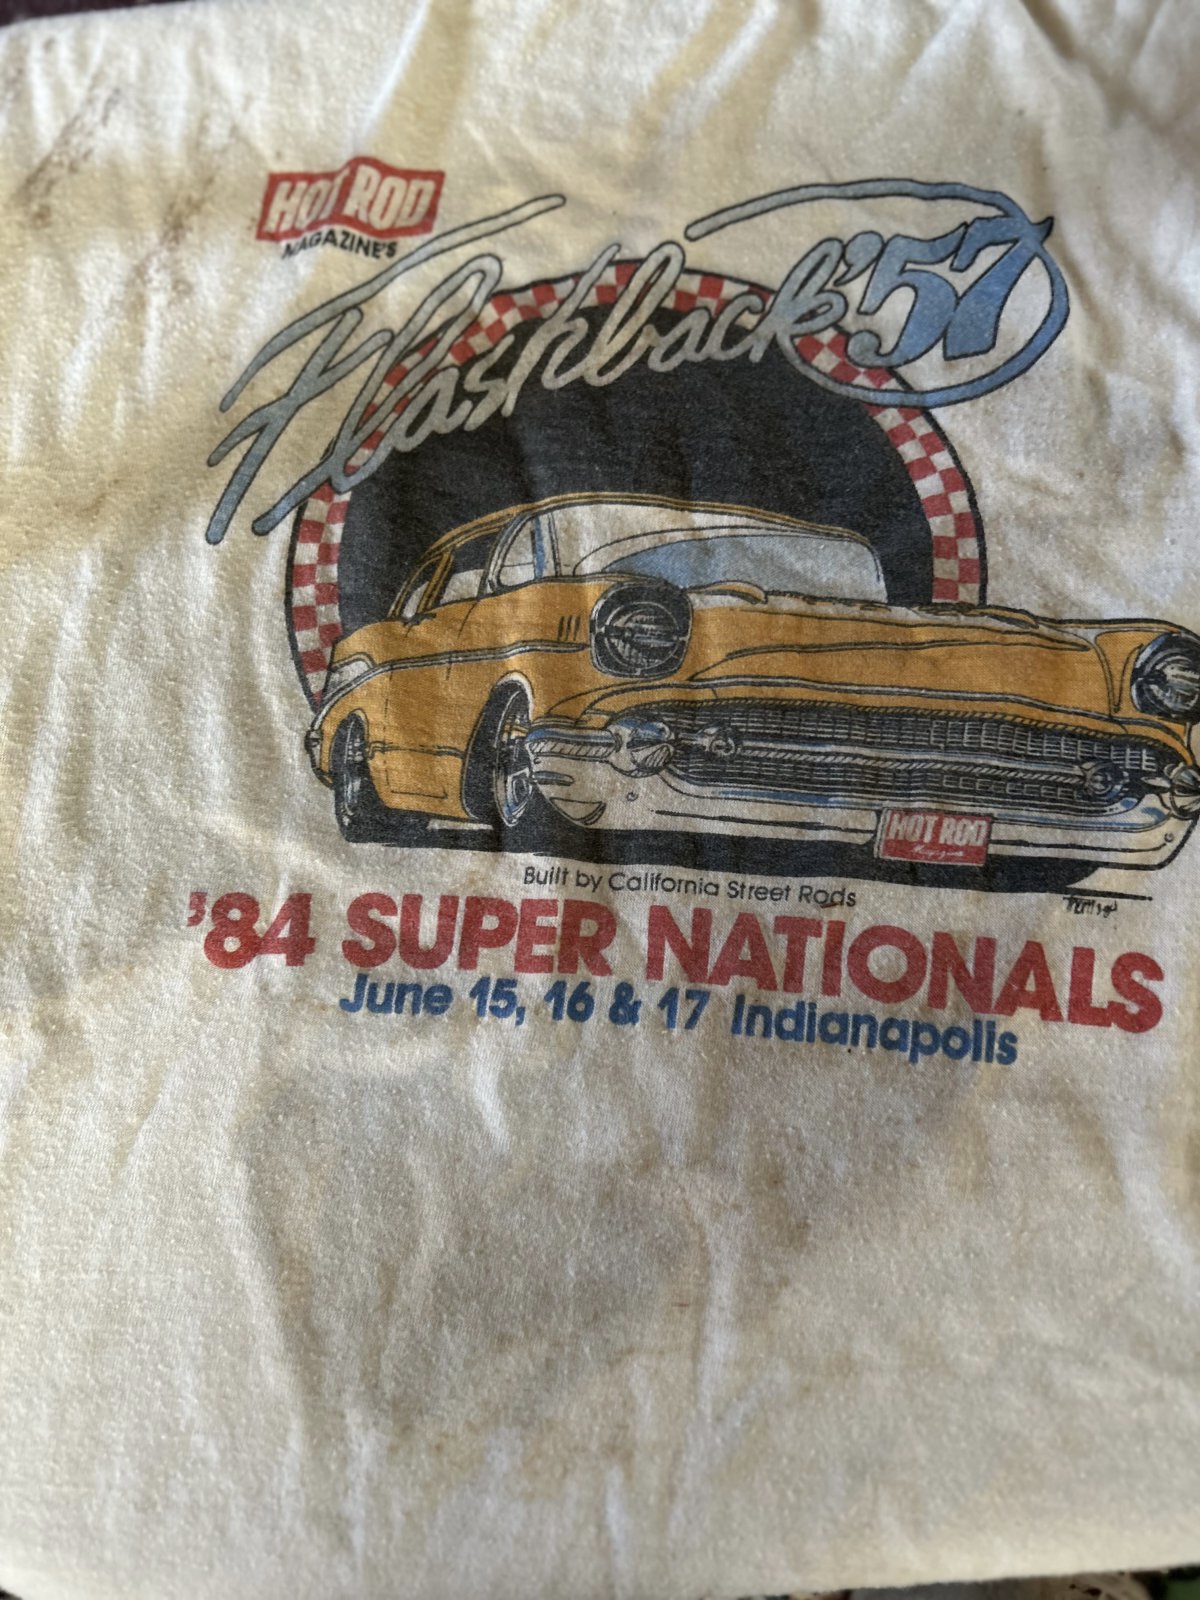 HOT ROD
MAGAZINE'S
Flashback '57
HOT ROD
Built by California Street Rods
'84 SUPER NATIONALS
June 15, 16 & 17 Indianapolis